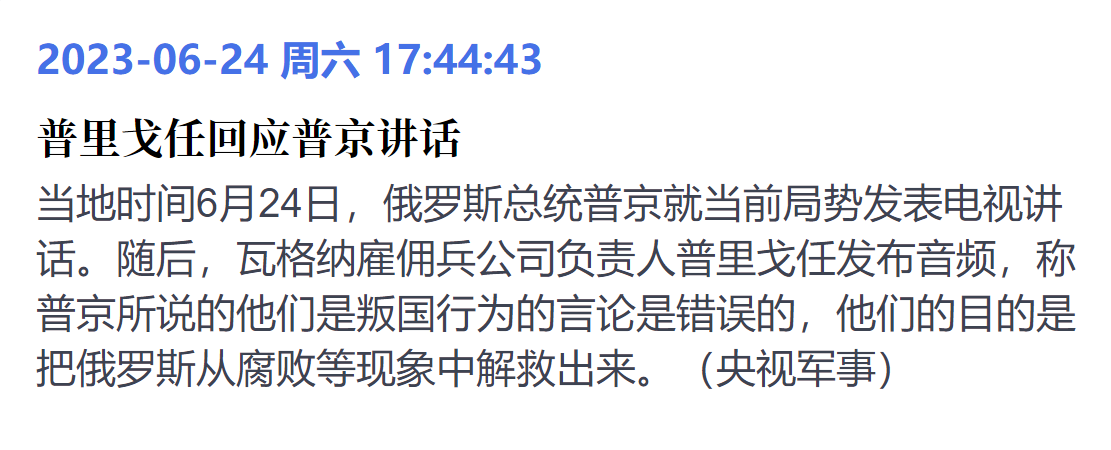 2023-06-24 周六 17:44:43
普里戈任回应普京讲话
当地时间6月24日，俄罗斯总统普京就当前局势发表电视讲
话。随后，瓦格纳雇佣兵公司负责人普里戈任发布音频，称
普京所说的他们是叛国行为的言论是错误的，他们的目的是
把俄罗斯从腐败等现象中解救出来。（央视军事）